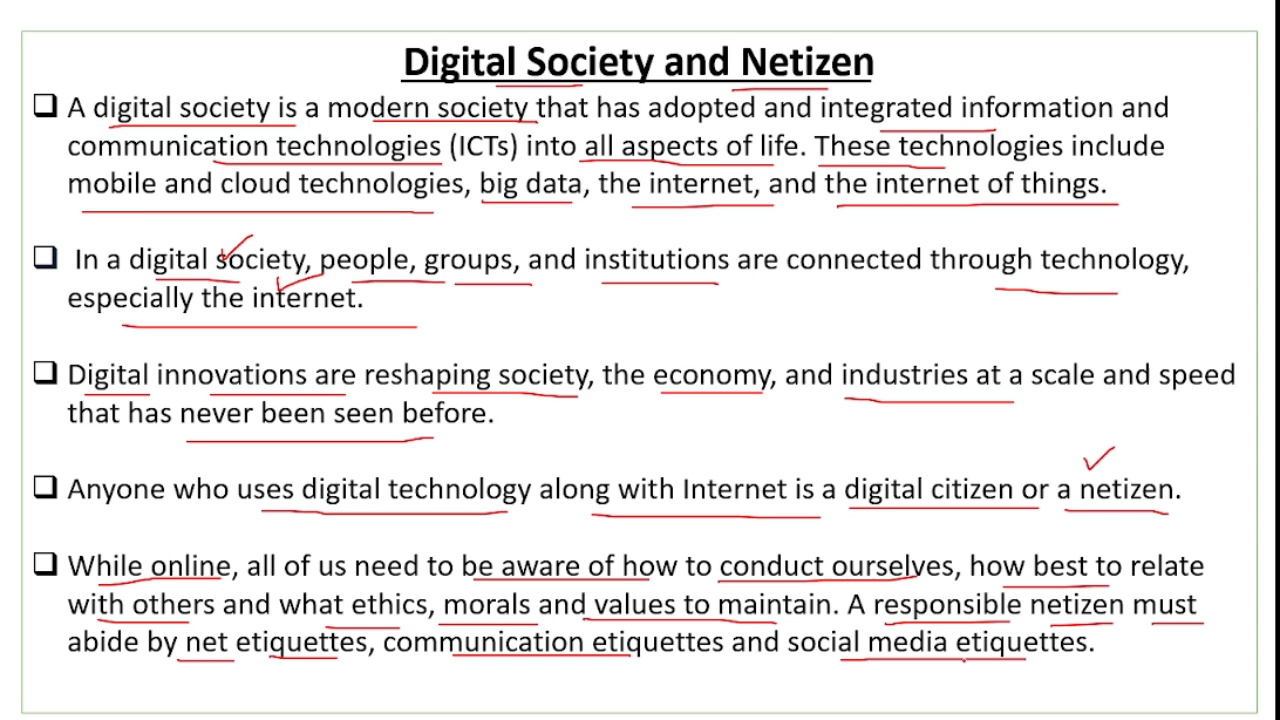 Digital Society and Netizen
❑ A digital society is a modern society that has adopted and integrated information and
communication technologies (ICTs) into all aspects of life. These technologies include
mobile and cloud technologies, big data, the internet, and the internet of things.
❑ In a digital society, people, groups, and institutions are connected through technology,
especially the internet.
❑ Digital innovations are reshaping society, the economy, and industries at a scale and speed
that has never been seen before.
❑ Anyone who uses digital technology along with Internet is a digital citizen or a netizen.
❑ While online, all of us need to be aware of how to conduct ourselves, how best to relate
with others and what ethics, morals and values to maintain. A responsible netizen must
abide by net etiquettes, communication etiquettes and social media etiquettes.